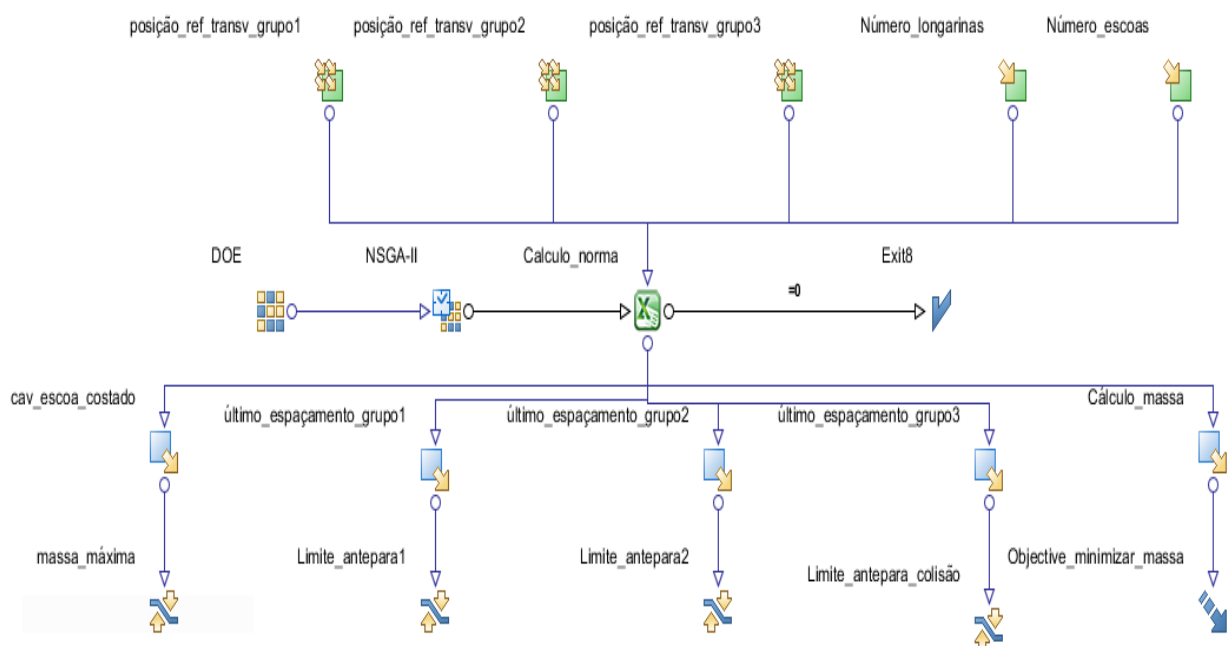 posição_ref_transv_grupo1
posição_ref_transv_grupo2
posição_ref_transv_grupo3
Número_longarinas
Número_escoas
DOE
NSGA-II
Calculo_norma
Exit8
=0
cav_escoa_costado
último_espaçamento_grupo1
último_espaçamento_grupo2
último_espaçamento_grupo3
Cálculo_massa
massa_máxima
Limite_antepara1
Limite_antepara2
Limite_antepara_colisão
Objective_minimizar_massa